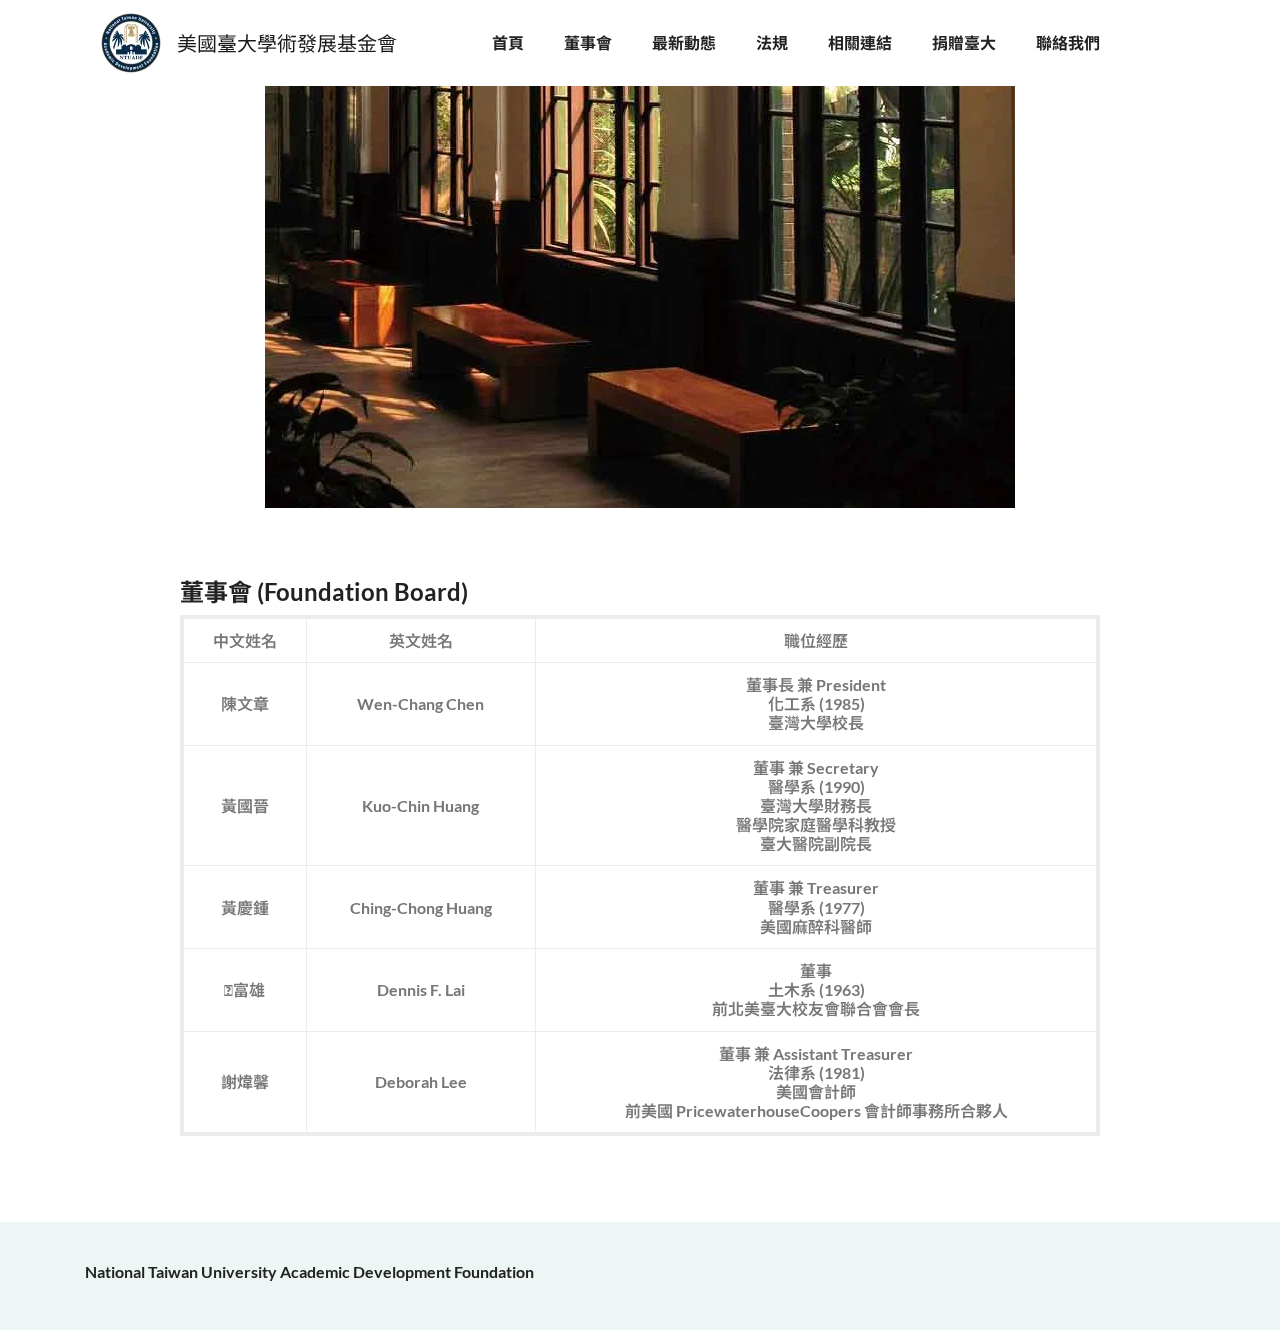 美國臺大學術發展基金會
首頁
董事會
最新動態
法規
相關連結
捐贈臺大
聯絡我們
董事會 (Foundation Board)
中文姓名
英文姓名
職位經歷
陳文章
Wen-Chang Chen
董事長 兼 President
化工系 (1985)
臺灣大學校長
黃國晉
Kuo-Chin Huang
董事 兼 Secretary
醫學系 (1990)
臺灣大學財務長
醫學院家庭醫學科教授
臺大醫院副院長
黃慶鍾
Ching-Chong Huang
董事 兼 Treasurer
醫學系 (1977)
美國麻醉科醫師
富雄
Dennis F. Lai
董事
土木系 (1963)
前北美臺大校友會聯合會會長
謝煒馨
Deborah Lee
董事 兼 Assistant Treasurer
法律系 (1981)
美國會計師
前美國 PricewaterhouseCoopers 會計師事務所合夥人
National Taiwan University Academic Development Foundation